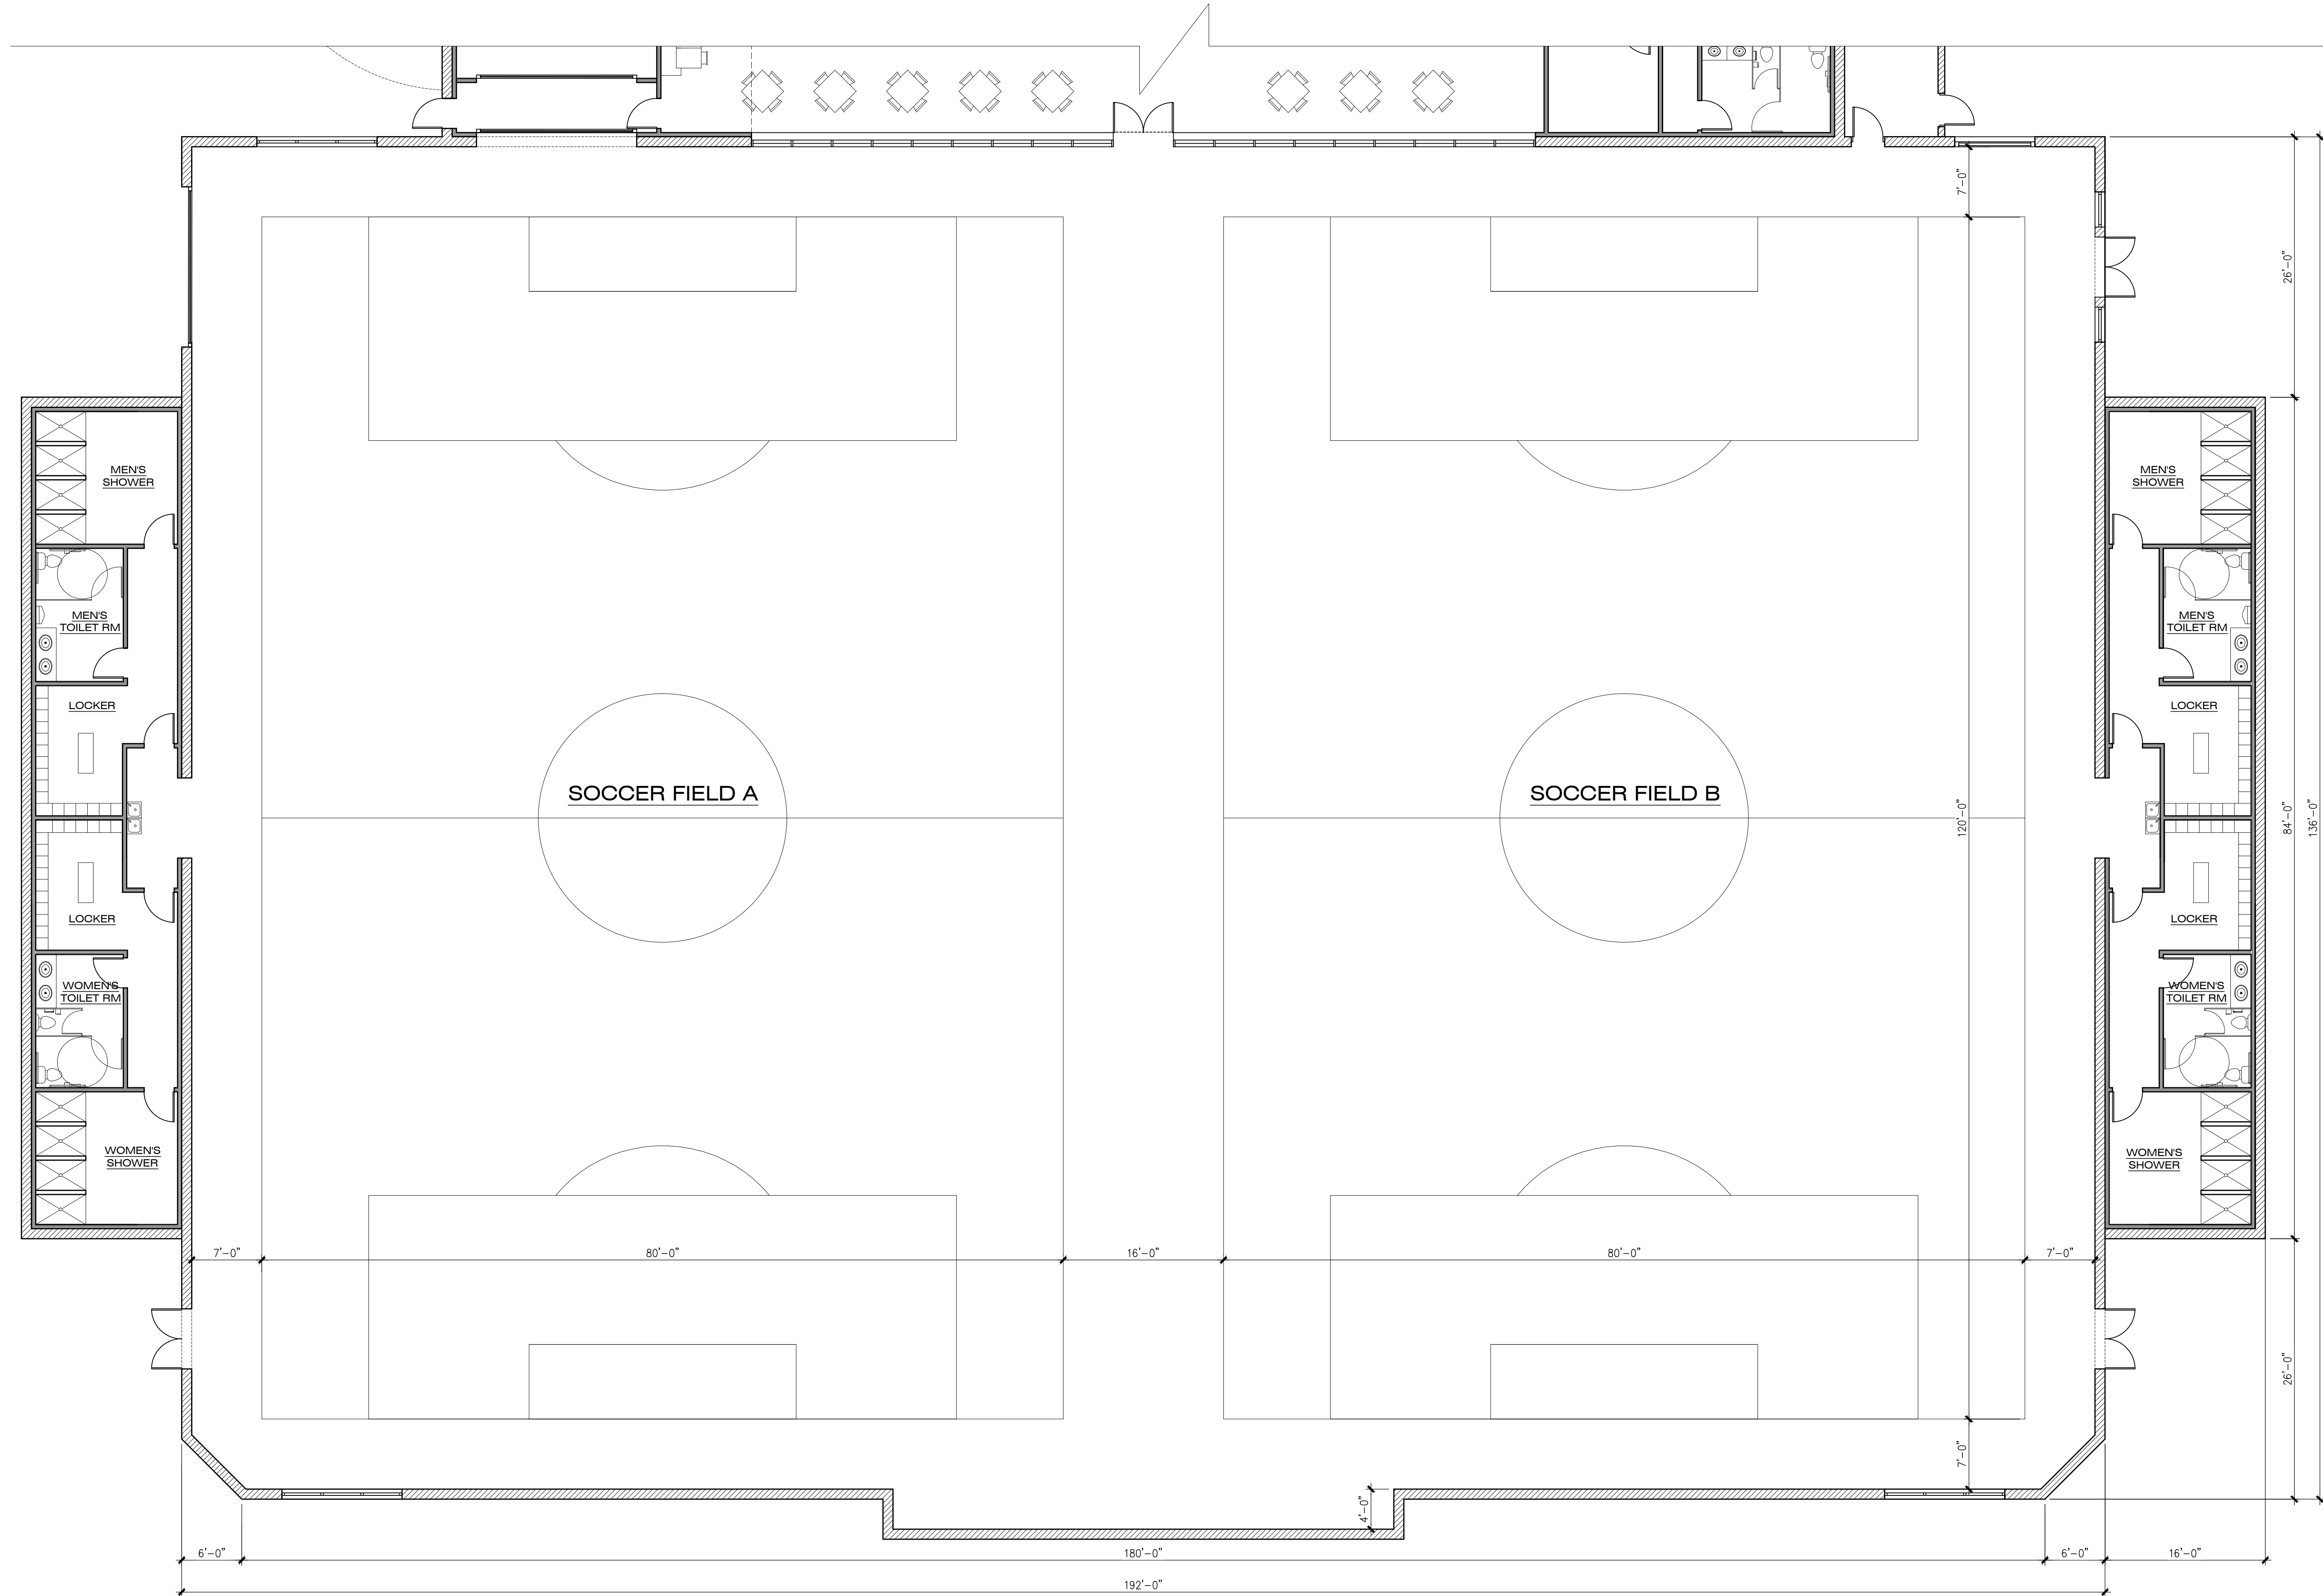 7'-0"
26'-0"
MEN'S
SHOWER
MEN'S
SHOWER
MEN'S
TOILET RM
MEN'S
TOILET RM
LOCKER
LOCKER
SOCCER FIELD A
SOCCER FIELD B
120'-0"
84'-0"
136'-0"
LOCKER
LOCKER
WOMEN'S
TOILET RM
WOMEN'S
TOILET RM
WOMEN'S
SHOWER
WOMEN'S
SHOWER
7'-0"
80'-0"
16'-0"
80'-0"
7'-0"
26'-0"
7'-0"
4'-0"
6'-0"
180'-0"
6'-0"
16'-0"
192'-0"